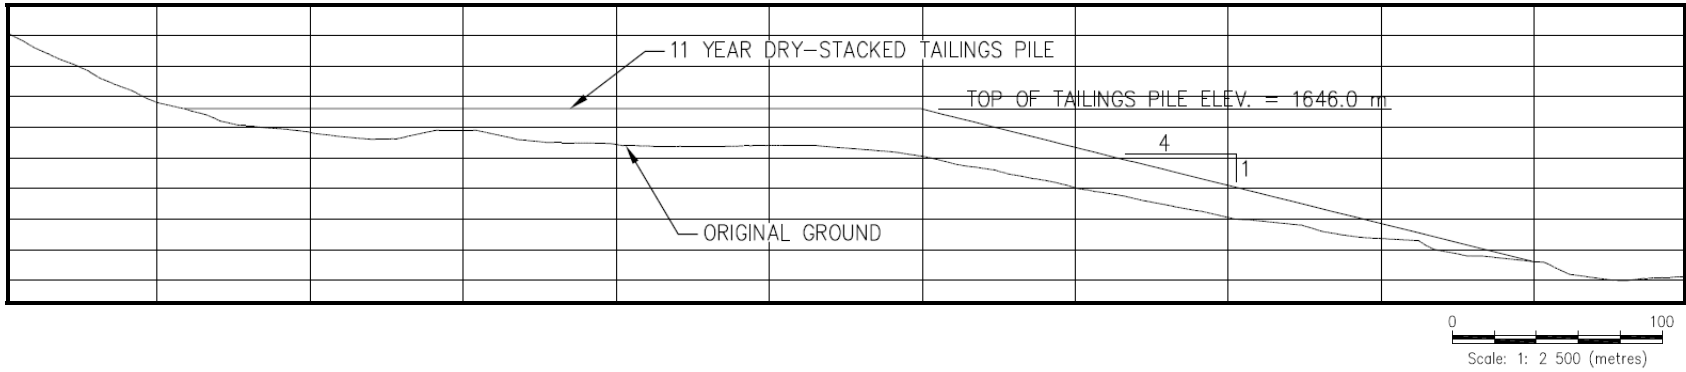 11 YEAR DRY-STACKED TAILINGS PILE
TOP OF TAILINGS PILE ELEV. = 1646.0 m
4
1
ORIGINAL GROUND
0 100
Scale: 1: 2 500 (metres)